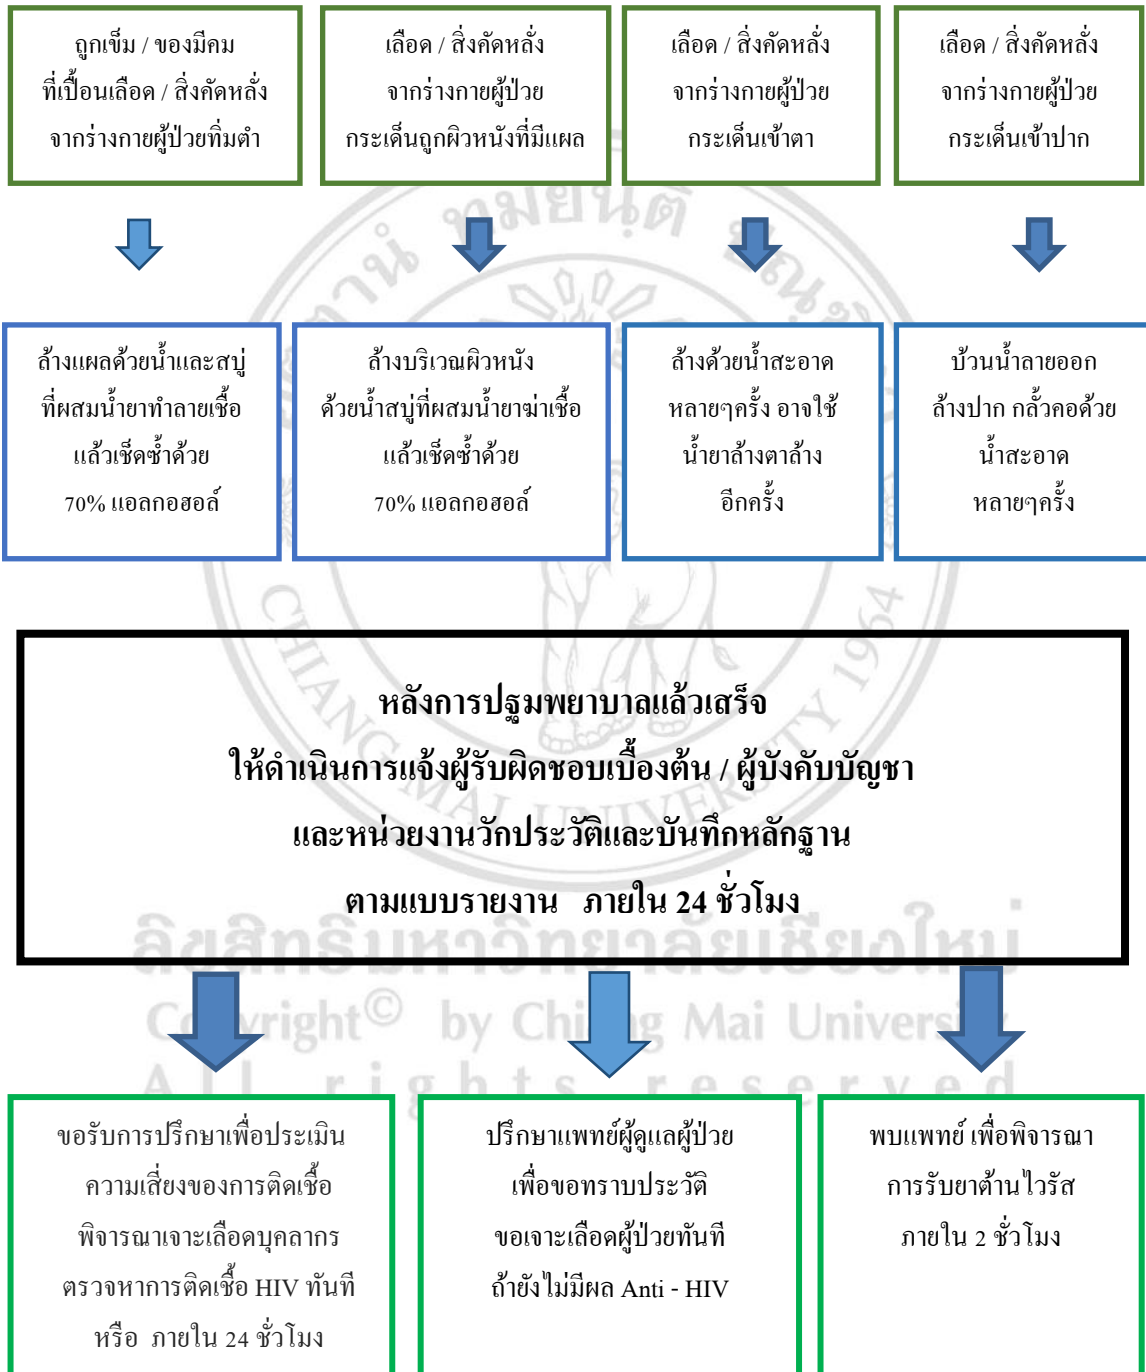 ถูกเข็ม / ของมีคม
ที่เปื้อนเลือด / สิ่งคัดหลั่ง
จากร่างกายผู้ป่วยทิ่มตำ
เลือด / สิ่งคัดหลั่ง
จากร่างกายผู้ป่วย
กระเด็นถูกผิวหนังที่มีแผล
เลือด / สิ่งคัดหลั่ง
จากร่างกายผู้ป่วย
กระเด็นเข้าตา
เลือด / สิ่งคัดหลั่ง
จากร่างกายผู้ป่วย
กระเด็นเข้าปาก
ล้างแผลด้วยน้ำและสบู่
ที่ผสมน้ำยาทำลายเชื้อ
แล้วเช็ดซ้ำด้วย
70% แอลกอฮอล์
ล้างบริเวณผิวหนัง
ด้วยน้ำสบู่ที่ผสมน้ำยาฆ่าเชื้อ
แล้วเช็ดซ้ำด้วย
70% แอลกอฮอล์
ล้างด้วยน้ำสะอาด
หลายๆครั้ง อาจใช้
น้ำยาล้างตาล้าง
อีกครั้ง
บ้วนน้ำลายออก
ล้างปาก กลั้วคอด้วย
น้ำสะอาด
หลายๆครั้ง
หลังการปฐมพยาบาลแล้วเสร็จ
ให้ดำเนินการแจ้งผู้รับผิดชอบเบื้องต้น / ผู้บังคับบัญชา
และหน่วยงานวักประวัติและบันทึกหลักฐาน
ตามแบบรายงาน ภายใน 24 ชั่วโมง
ขอรับการปรึกษาเพื่อประเมิน
ความเสี่ยงของการติดเชื้อ
พิจารณาเจาะเลือดบุคลากร
ตรวจหาการติดเชื้อ HIV ทันที
หรือ ภายใน 24 ชั่วโมง
ปรึกษาแพทย์ผู้ดูแลผู้ป่วย
เพื่อขอทราบประวัติ
ขอเจาะเลือดผู้ป่วยทันที
ถ้ายังไม่มีผล Anti - HIV
พบแพทย์ เพื่อพิจารณา
การรับยาต้านไวรัส
ภายใน 2 ชั่วโมง
CHIANG MAI UNIVERSITY 1964
ลิขสิทธิ์มหาวิทยาลัยเชียงใหม่
Copyright© by Chiang Mai University
All rights reserved